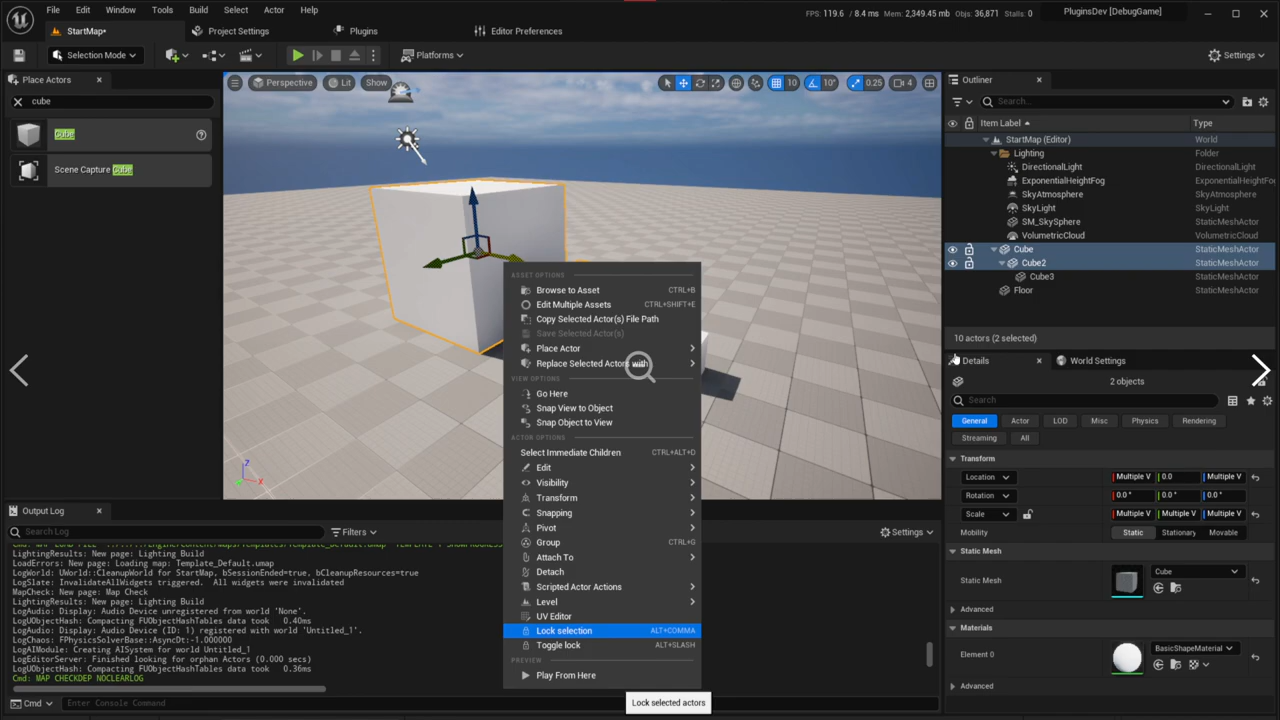 File Edit Window Tools Build Select Actor Help
FPS: 119.6 / 8.4 ms Mem: 2,349.45 mb Objs: 36,871 Stalls: 0
PluginsDev [DebugGame]
StartMap•
Project Settings
Plugins
Editor Preferences
Selection Mode
Platforms
Settings
Place Actors
cube
Cube
Scene Capture Cube
Perspective
Lit
Show
10
10°
0.25
4
Outliner
Search...
Item Label
Type
StartMap (Editor) World
Lighting Folder
DirectionalLight DirectionalLight
ExponentialHeightFog ExponentialHeightFo
SkyAtmosphere SkyAtmosphere
SkyLight SkyLight
SM_SkySphere StaticMeshActor
VolumetricCloud VolumetricCloud
Cube StaticMeshActor
Cube2 StaticMeshActor
Cube3 StaticMeshActor
Floor StaticMeshActor
10 actors (2 selected)
ASSET OPTIONS
Browse to Asset CTRL+B
Edit Multiple Assets CTRL+SHIFT+E
Copy Selected Actor(s) File Path
Save Selected Actor(s)
Place Actor
Replace Selected Actors with
VIEW OPTIONS
Go Here
Snap View to Object
Snap Object to View
ACTOR OPTIONS
Select Immediate Children CTRL+ALT+D
Edit
Visibility
Transform
Snapping
Pivot
Group CTRL+G
Attach To
Detach
Scripted Actor Actions
Level
UV Editor
Lock selection ALT+COMMA
Toggle lock ALT+SLASH
PREVIEW
Play From Here
Lock selected actors
Z
X
Details
World Settings
2 objects
Search
General Actor LOD Misc Physics Rendering
Streaming All
Transform
Location Multiple V 0.0 Multiple V
Rotation 0.0 ° 0.0 ° 0.0 °
Scale Multiple V Multiple V Multiple V
Mobility Static Stationary Movable
Static Mesh
Static Mesh Cube
Advanced
Materials
Element 0 BasicShapeMaterial
Advanced
Output Log
Search Log
Filters
Settings
LightingResults: New page: Lighting Build
LoadErrors: New page: Loading map: Template_Default.umap
LogWorld: UWorld::CleanupWorld for StartMap, bSessionEnded=true, bCleanupResources=true
LogSlate: InvalidateAllWidgets triggered. All widgets were invalidated
MapCheck: New page: Map Check
LightingResults: New page: Lighting Build
LogAudio: Display: Audio Device unregistered from world 'None'.
LogUObjectHash: Compacting FUObjectHashTables data took 0.40ms
LogAudio: Display: Audio Device (ID: 1) registered with world 'Untitled_1'.
LogChaos: FPhysicsSolverBase::AsyncDt:-1.000000
LogAIModule: Creating AISystem for world Untitled_1
LogEditorServer: Finished looking for orphan Actors (0.000 secs)
LogUObjectHash: Compacting FUObjectHashTables data took 0.36ms
Cmd: MAP CHECKDEP NOCLEARLOG
Cmd
Enter Console Command